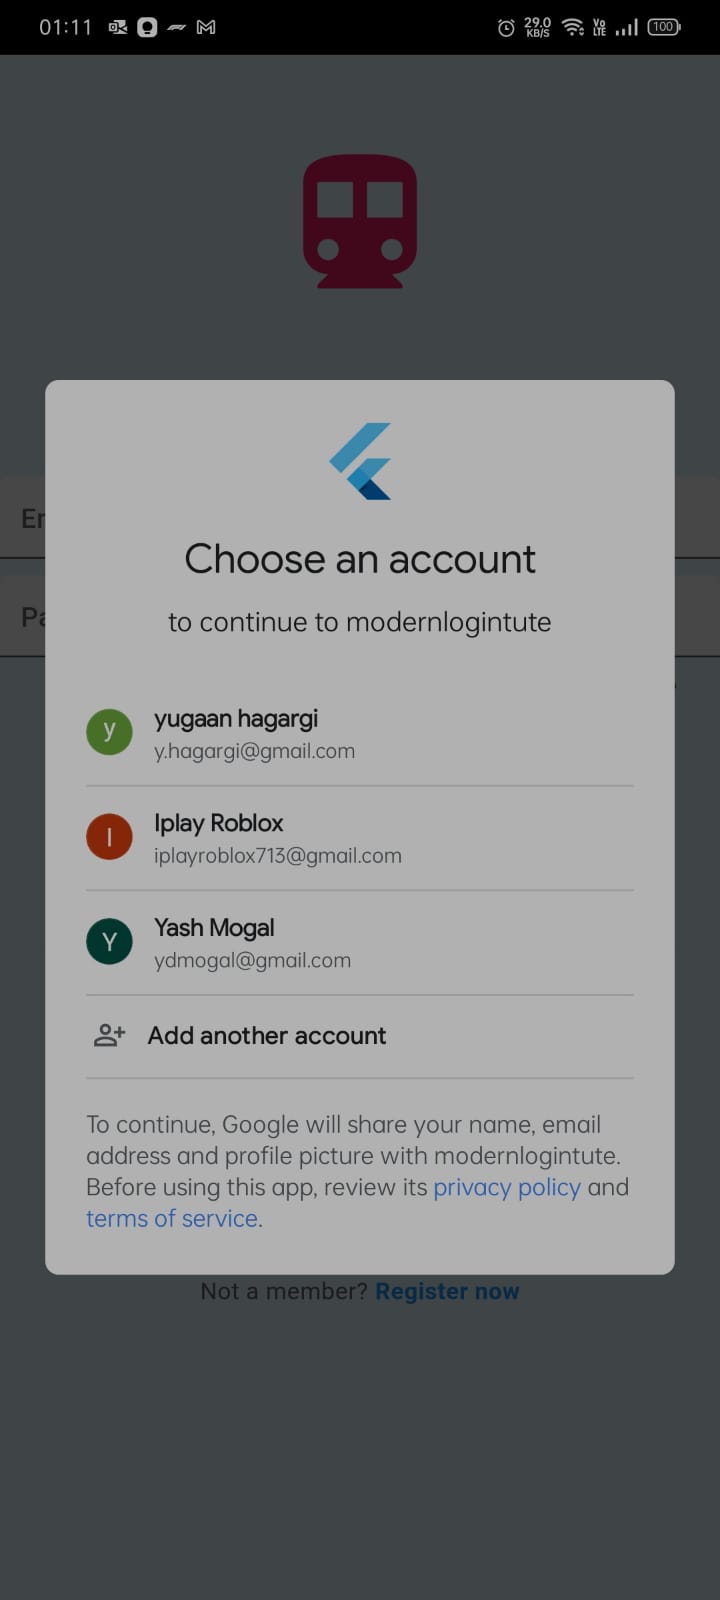 01:11
29.0
KB/S
Vo
LTE
100
Choose an account
to continue to modernlogintute
y
yugaan hagargi
y.hagargi@gmail.com
I
Iplay Roblox
iplayroblox713@gmail.com
Y
Yash Mogal
ydmogal@gmail.com
Add another account
To continue, Google will share your name, email
address and profile picture with modernlogintute.
Before using this app, review its privacy policy and
terms of service.
Not a member? Register now